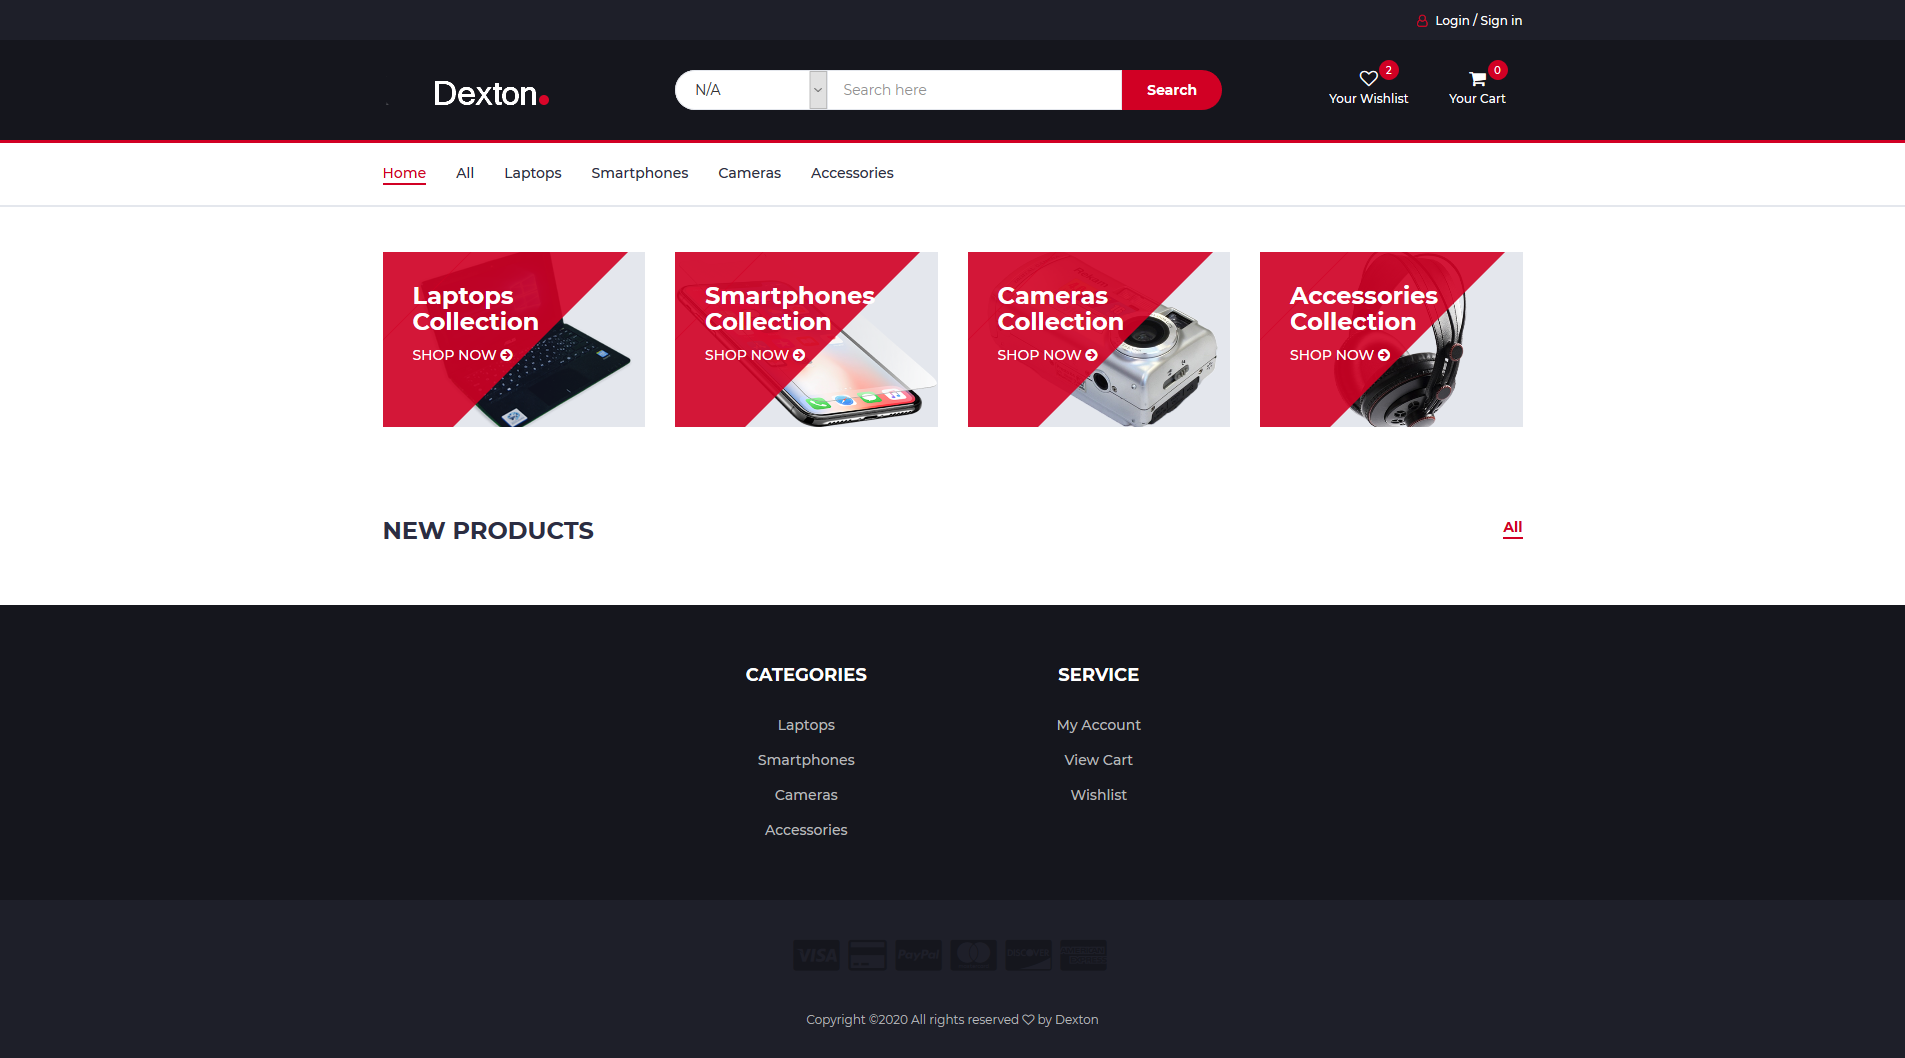 Login / Sign in
Dexton.
N/A
Search here
Search
2
Your Wishlist
0
Your Cart
Home
All
Laptops
Smartphones
Cameras
Accessories
Laptops
Collection
SHOP NOW
Smartphones
Collection
SHOP NOW
Cameras
Collection
SHOP NOW
Accessories
Collection
SHOP NOW
NEW PRODUCTS
All
CATEGORIES
Laptops
Smartphones
Cameras
Accessories
SERVICE
My Account
View Cart
Wishlist
VISA
PayPal
DISCOVER
Copyright ©2020 All rights reserved ♡ by Dexton